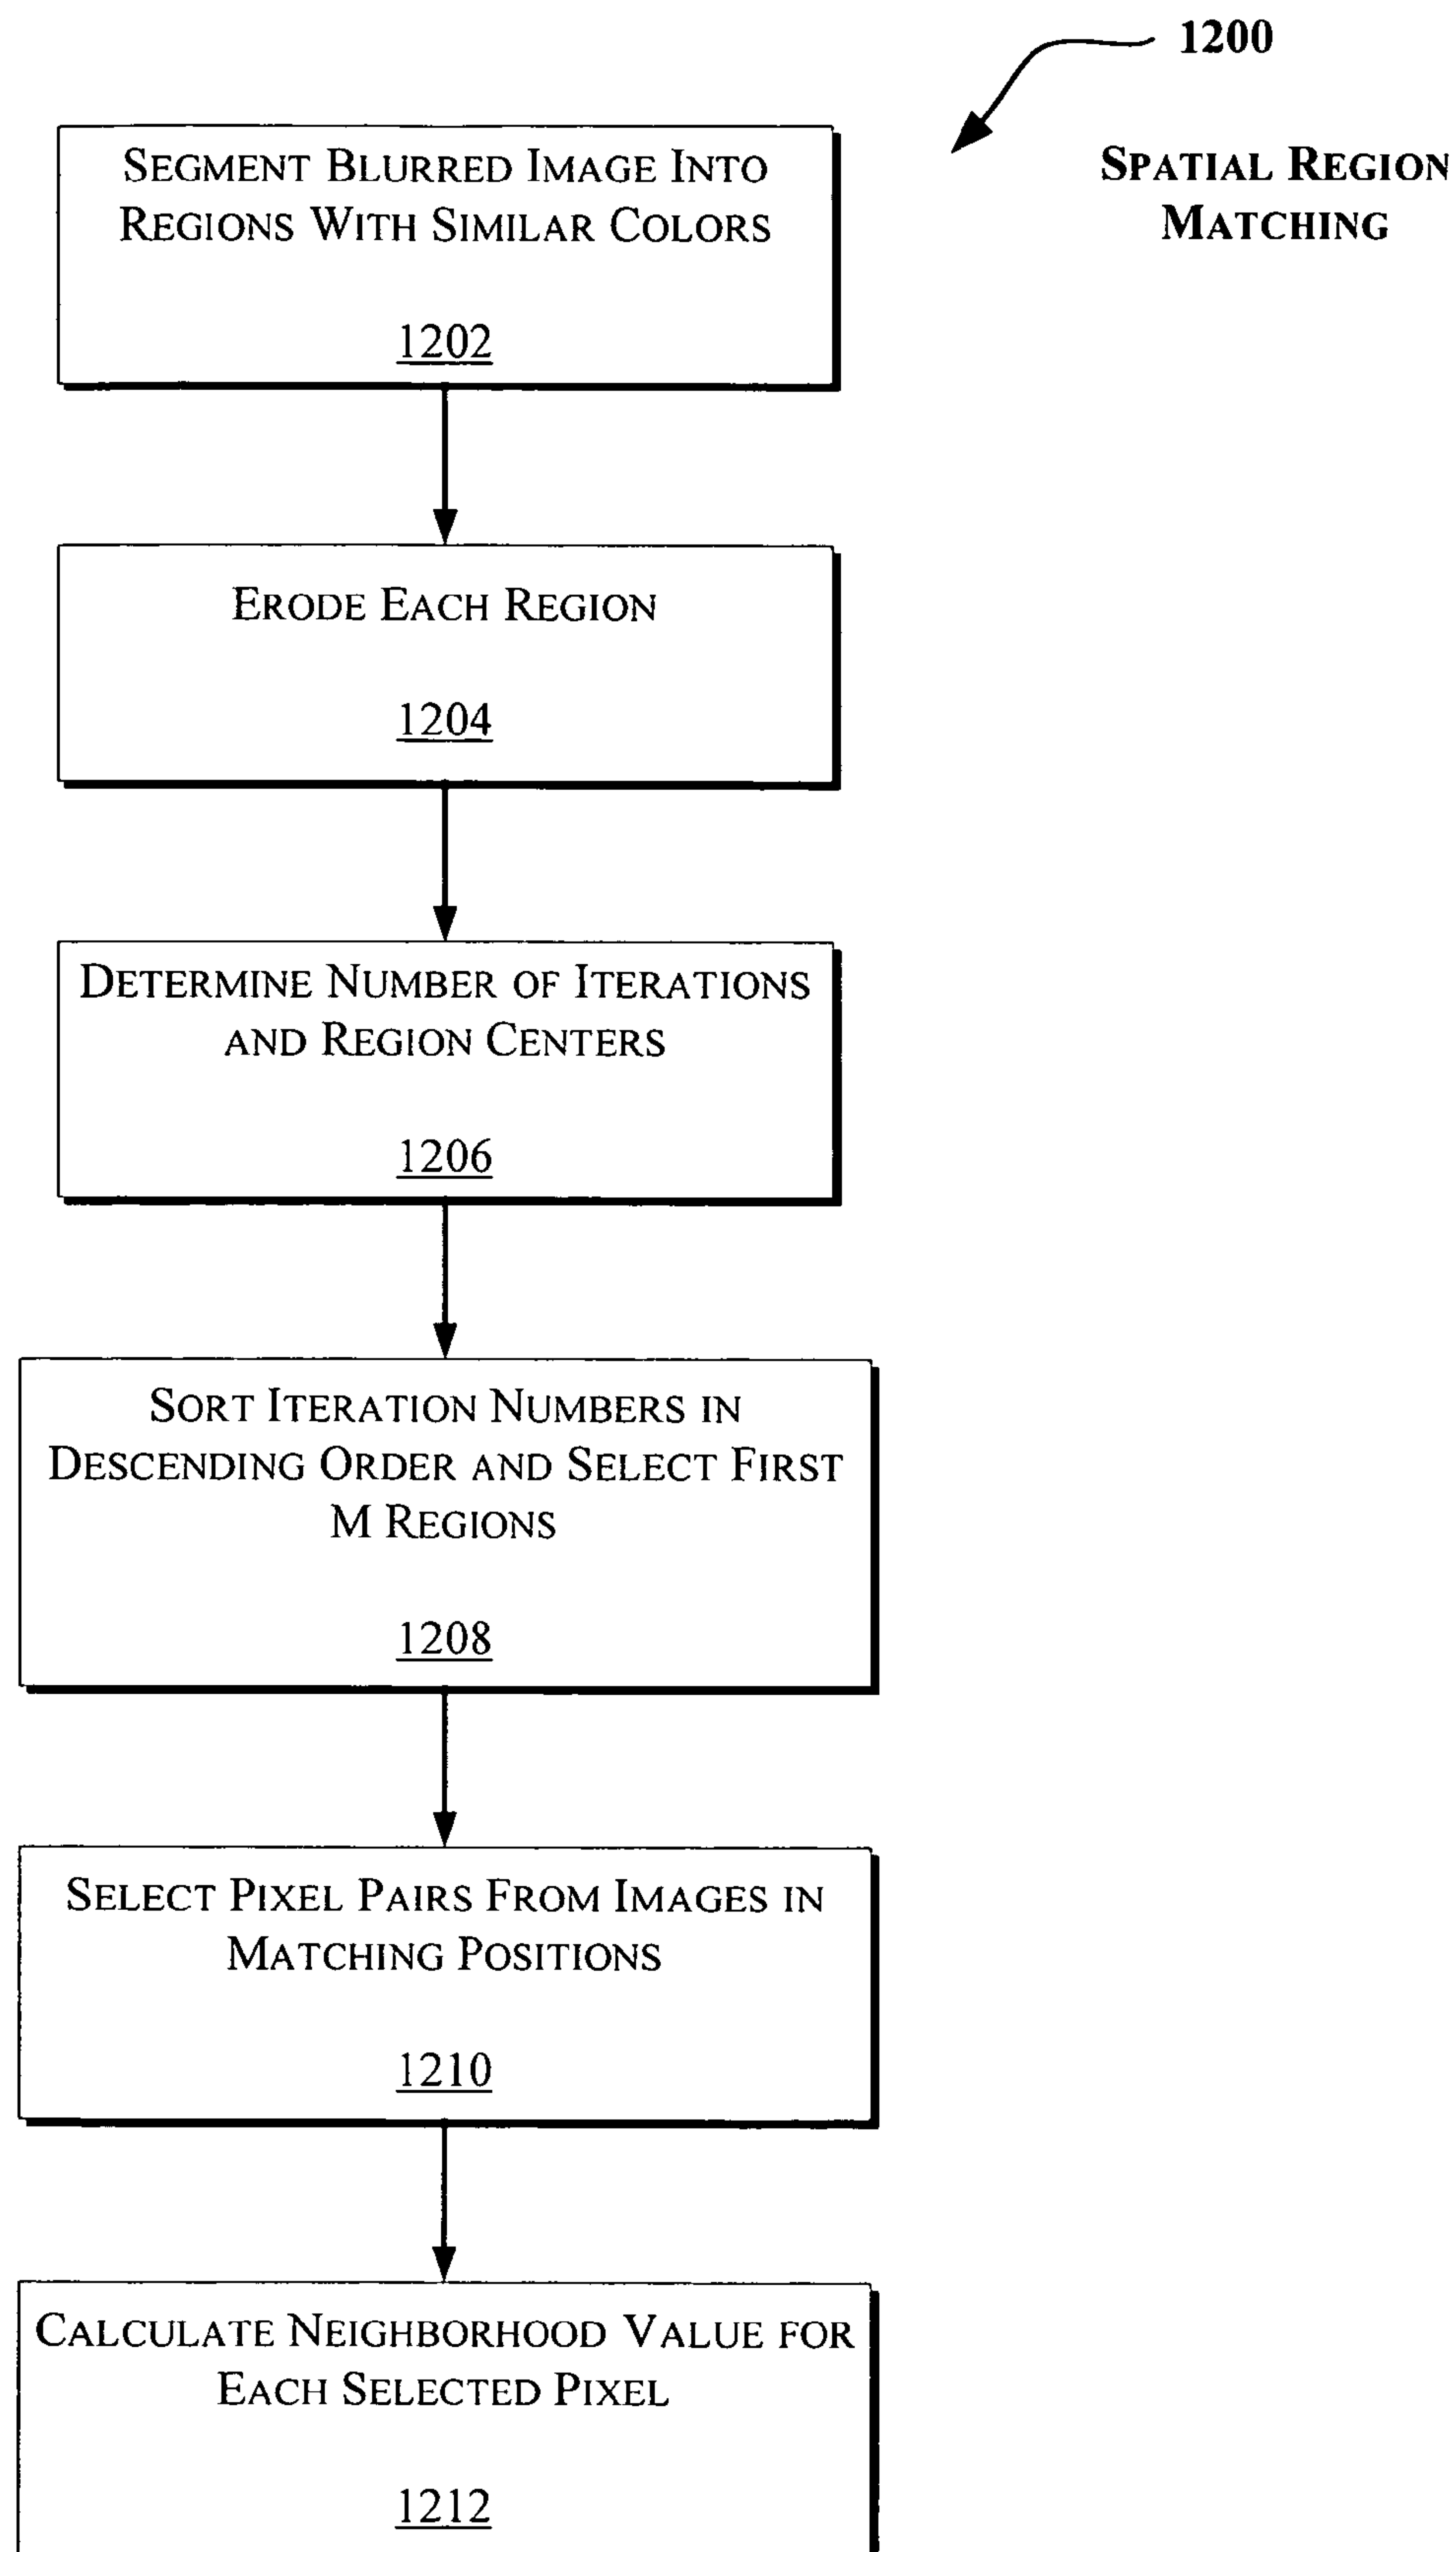 1200
SPATIAL REGION
MATCHING
SEGMENT BLURRED IMAGE INTO
REGIONS WITH SIMILAR COLORS
1202
ERODE EACH REGION
1204
DETERMINE NUMBER OF ITERATIONS
AND REGION CENTERS
1206
SORT ITERATION NUMBERS IN
DESCENDING ORDER AND SELECT FIRST
M REGIONS
1208
SELECT PIXEL PAIRS FROM IMAGES IN
MATCHING POSITIONS
1210
CALCULATE NEIGHBORHOOD VALUE FOR
EACH SELECTED PIXEL
1212